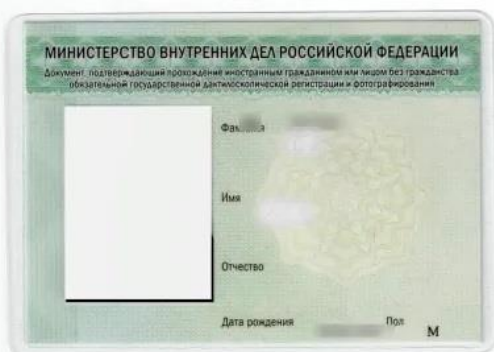 МИНИСТЕРСТВО ВНУТРЕННИХ ДЕЛ РОССИЙСКОЙ ФЕДЕРАЦИИ
Документ, подтверждающий прохождение иностранным гражданином или лицом без гражданства
обязательной государственной дактилоскопической регистрации и фотографирования
Имя
Отчество
Дата рождения Пол М